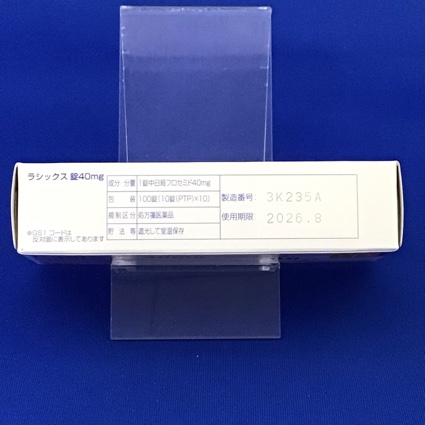 ラシックス 錠40mg
成分 分量 1錠中日局フロセミド40mg
包装 100錠(10錠(PTP)×10)
規制区分 処方箋医薬品
貯法等 遮光して室温保存
製造番号 3K235A
使用期限 2026.8
※GS1コードは
反対面に表示してあります